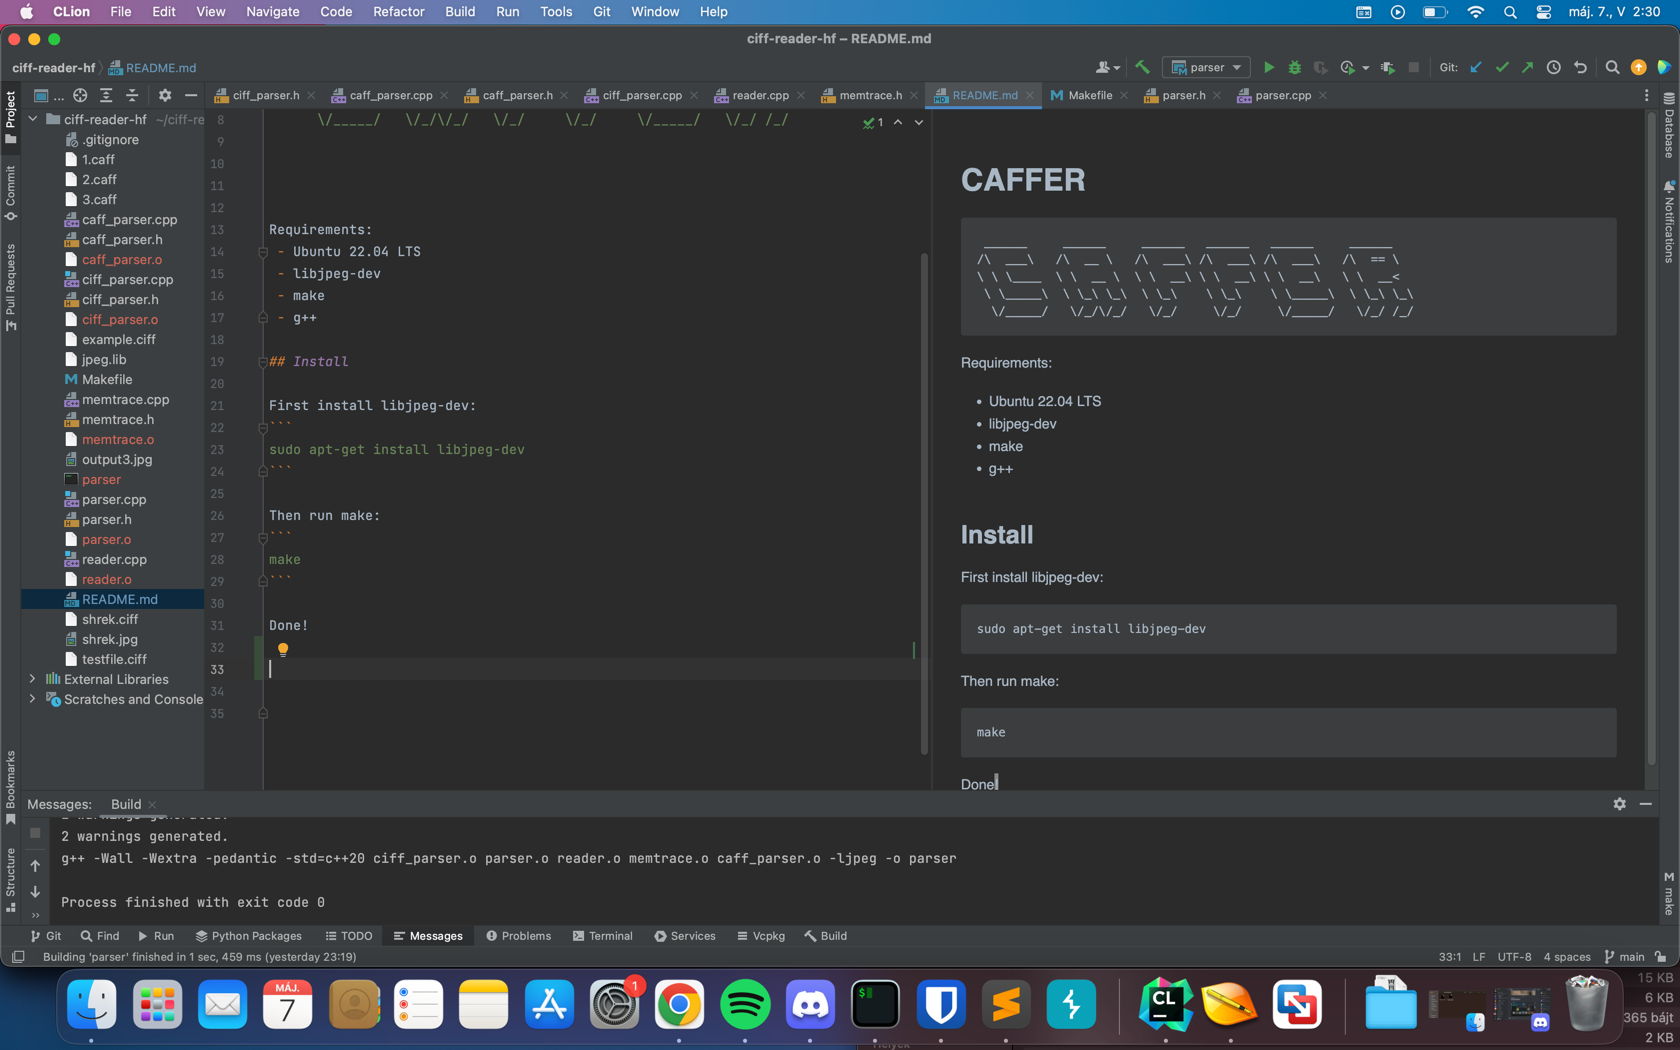 CLion File Edit View Navigate Code Refactor Build Run Tools Git Window Help máj. 7., V 2:30
ciff-reader-hf – README.md
ciff-reader-hf README.md parser Git:
Project
... ciff_parser.h caff_parser.cpp caff_parser.h ciff_parser.cpp reader.cpp memtrace.h README.md Makefile parser.h parser.cpp
ciff-reader-hf ~/ciff-re
.gitignore
1.caff
2.caff
3.caff
caff_parser.cpp
caff_parser.h
caff_parser.o
ciff_parser.cpp
ciff_parser.h
ciff_parser.o
example.ciff
jpeg.lib
Makefile
memtrace.cpp
memtrace.h
memtrace.o
output3.jpg
parser
parser.cpp
parser.h
parser.o
reader.cpp
reader.o
README.md
shrek.ciff
shrek.jpg
testfile.ciff
External Libraries
Scratches and Console
Commit
Pull Requests
Bookmarks
Structure
8 \/_____/ \/_/\/_/ \/_/ \/_/ \/_____/ \/_/ /_/
1
9
10
11
12
13 Requirements:
14 - Ubuntu 22.04 LTS
15 - libjpeg-dev
16 - make
17 - g++
18
19 ## Install
20
21 First install libjpeg-dev:
22 ```
23 sudo apt-get install libjpeg-dev
24 ```
25
26 Then run make:
27 ```
28 make
29 ```
30
31 Done!
32
33
34
35
CAFFER
 ______     ______     ______   ______   ______     ______
/\  ___\   /\  __ \   /\  ___\ /\  ___\ /\  ___\   /\  == \
\ \ \____  \ \  __ \  \ \  __\ \ \  __\ \ \  __\   \ \  __<
 \ \_____\  \ \_\ \_\  \ \_\    \ \_\    \ \_____\  \ \_\ \_\
  \/_____/   \/_/\/_/   \/_/     \/_/     \/_____/   \/_/ /_/
Requirements:
• Ubuntu 22.04 LTS
• libjpeg-dev
• make
• g++
Install
First install libjpeg-dev:
sudo apt-get install libjpeg-dev
Then run make:
make
Done!
Database
Notifications
make
Messages: Build
2 warnings generated.
2 warnings generated.
g++ -Wall -Wextra -pedantic -std=c++20 ciff_parser.o parser.o reader.o memtrace.o caff_parser.o -ljpeg -o parser
Process finished with exit code 0
Git Find Run Python Packages TODO Messages Problems Terminal Services Vcpkg Build
Building 'parser' finished in 1 sec, 459 ms (yesterday 23:19) 33:1 LF UTF-8 4 spaces main
MÁJ.
7
1
$
CL
15 KB
6 KB
365 bájt
2 KB